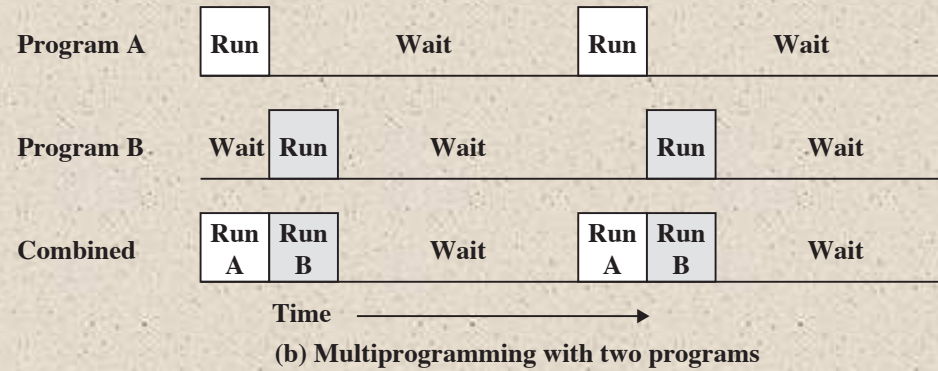 Program A Run Wait Run Wait
Program B Wait Run Wait Run Wait
Combined Run A Run B Wait Run A Run B Wait
Time
(b) Multiprogramming with two programs